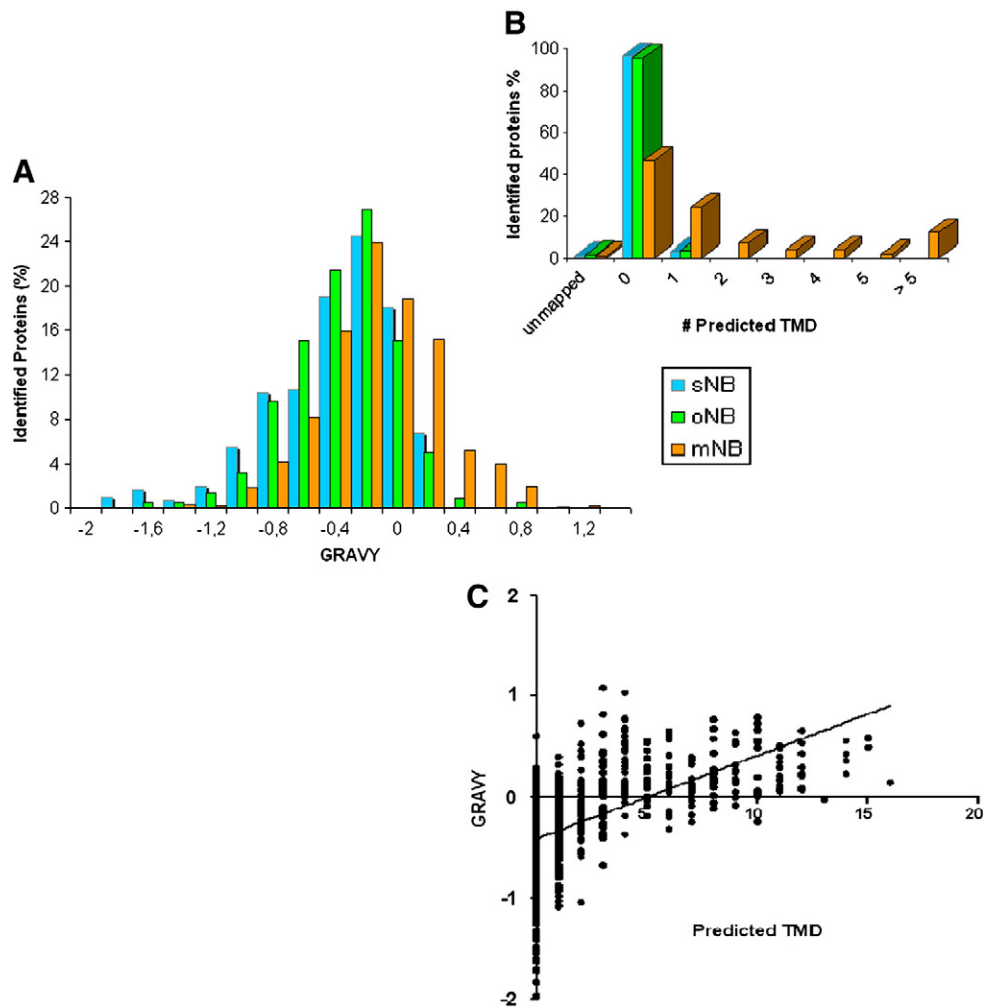 B
Identified proteins %
100
80
60
40
20
0
unmapped 0 1 2 3 4 5 > 5
# Predicted TMD
A
Identified Proteins (%)
28
24
20
16
12
8
4
0
-2 -1,6 -1,2 -0,8 -0,4 0 0,4 0,8 1,2
GRAVY
sNB
oNB
mNB
C
GRAVY
2
1
0
-1
-2
5 10 15 20
Predicted TMD